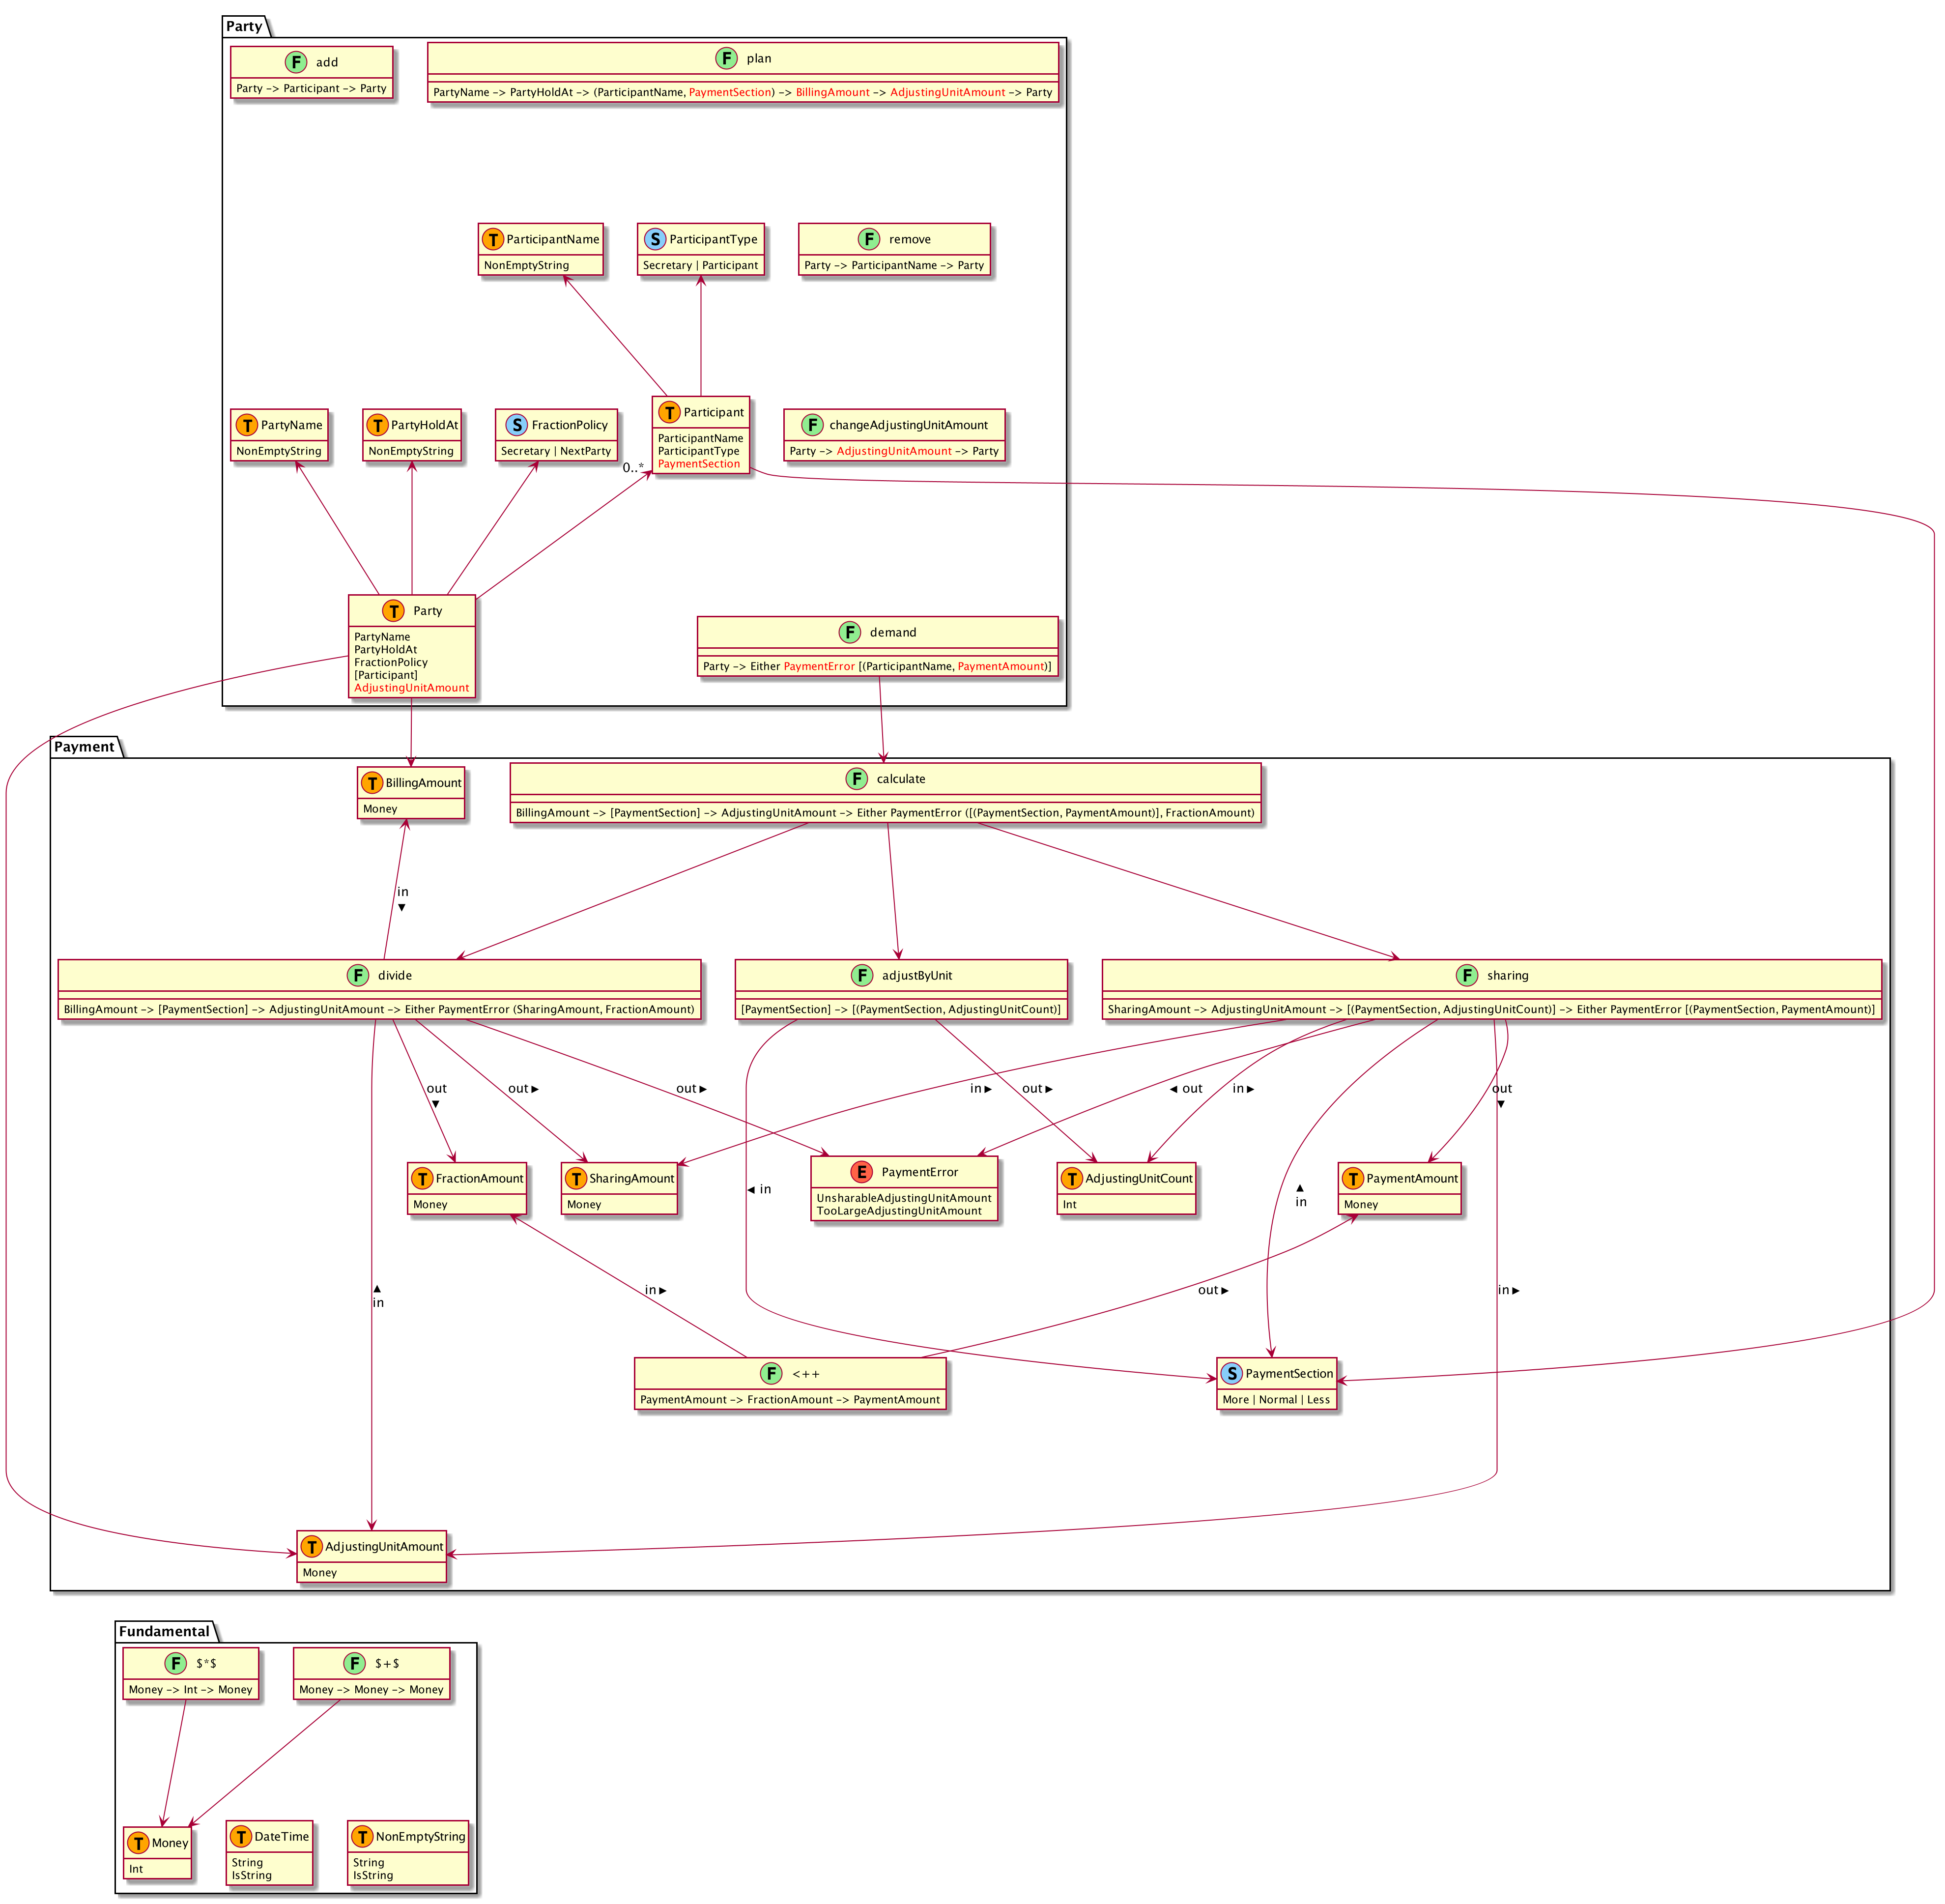 Party
F add
Party -> Participant -> Party
F plan
PartyName -> PartyHoldAt -> (ParticipantName, PaymentSection) -> BillingAmount -> AdjustingUnitAmount -> Party
T ParticipantName
NonEmptyString
S ParticipantType
Secretary | Participant
F remove
Party -> ParticipantName -> Party
T PartyName
NonEmptyString
T PartyHoldAt
NonEmptyString
S FractionPolicy
Secretary | NextParty
T Participant
ParticipantName
ParticipantType
PaymentSection
F changeAdjustingUnitAmount
Party -> AdjustingUnitAmount -> Party
0..*
T Party
PartyName
PartyHoldAt
FractionPolicy
[Participant]
AdjustingUnitAmount
F demand
Party -> Either PaymentError [(ParticipantName, PaymentAmount)]
Payment
T BillingAmount
Money
F calculate
BillingAmount -> [PaymentSection] -> AdjustingUnitAmount -> Either PaymentError ([(PaymentSection, PaymentAmount)], FractionAmount)
in
▼
F divide
BillingAmount -> [PaymentSection] -> AdjustingUnitAmount -> Either PaymentError (SharingAmount, FractionAmount)
F adjustByUnit
[PaymentSection] -> [(PaymentSection, AdjustingUnitCount)]
F sharing
SharingAmount -> AdjustingUnitAmount -> [(PaymentSection, AdjustingUnitCount)] -> Either PaymentError [(PaymentSection, PaymentAmount)]
out
▼
out ►
out ►
in ►
out ►
◄ out
in ►
out
▼
T FractionAmount
Money
T SharingAmount
Money
◄ in
E PaymentError
UnsharableAdjustingUnitAmount
TooLargeAdjustingUnitAmount
T AdjustingUnitCount
Int
▲
in
T PaymentAmount
Money
▲
in
in ►
out ►
in ►
F <++
PaymentAmount -> FractionAmount -> PaymentAmount
S PaymentSection
More | Normal | Less
T AdjustingUnitAmount
Money
Fundamental
F $*$
Money -> Int -> Money
F $+$
Money -> Money -> Money
T Money
Int
T DateTime
String
IsString
T NonEmptyString
String
IsString